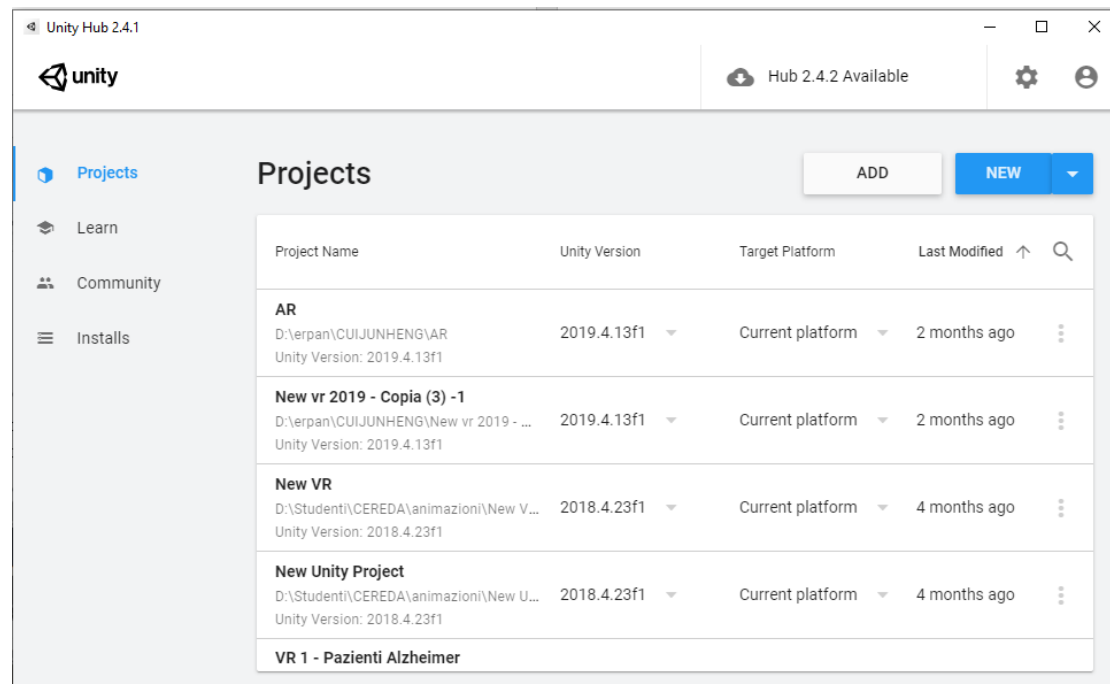 Unity Hub 2.4.1
unity
Hub 2.4.2 Available
Projects
Learn
Community
Installs
Projects
ADD
NEW
Project Name Unity Version Target Platform Last Modified
AR
D:\erpan\CUIJUNHENG\AR
Unity Version: 2019.4.13f1
2019.4.13f1 Current platform 2 months ago
New vr 2019 - Copia (3) -1
D:\erpan\CUIJUNHENG\New vr 2019 - ...
Unity Version: 2019.4.13f1
2019.4.13f1 Current platform 2 months ago
New VR
D:\Studenti\CEREDA\animazioni\New V...
Unity Version: 2018.4.23f1
2018.4.23f1 Current platform 4 months ago
New Unity Project
D:\Studenti\CEREDA\animazioni\New U...
Unity Version: 2018.4.23f1
2018.4.23f1 Current platform 4 months ago
VR 1 - Pazienti Alzheimer